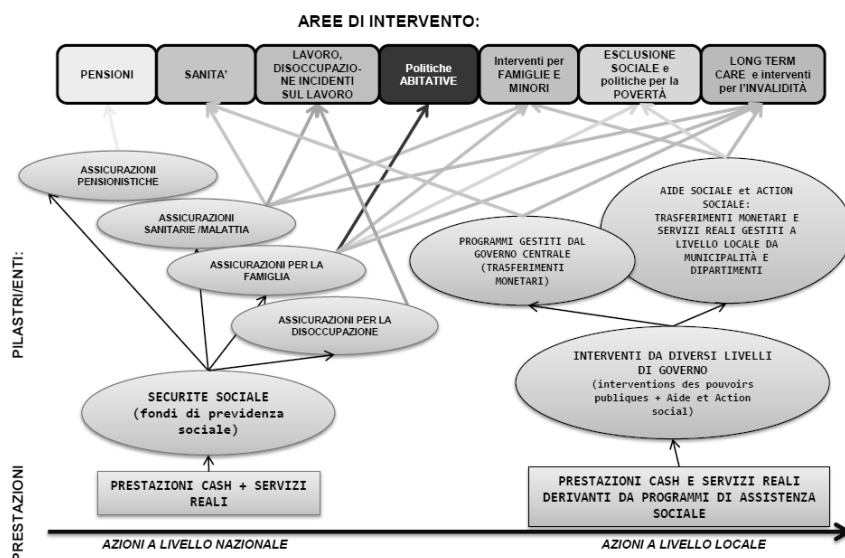 AREE DI INTERVENTO:
PENSIONI
SANITA'
LAVORO,
DISOCCUPAZIO-
NE INCIDENTI
SUL LAVORO
Politiche
ABITATIVE
Interventi per
FAMIGLIE E
MINORI
ESCLUSIONE
SOCIALE e
politiche per la
POVERTÀ
LONG TERM
CARE e interventi
per l'INVALIDITÀ
ASSICURAZIONI
PENSIONISTICHE
ASSICURAZIONI
SANITARIE /MALATTIA
ASSICURAZIONI PER LA
FAMIGLIA
ASSICURAZIONI PER LA
DISOCCUPAZIONE
PROGRAMMI GESTITI DAL
GOVERNO CENTRALE
(TRASFERIMENTI
MONETARI)
AIDE SOCIALE et ACTION
SOCIALE:
TRASFERIMENTI MONETARI E
SERVIZI REALI GESTITI A
LIVELLO LOCALE DA
MUNICIPALITÀ E
DIPARTIMENTI
PILASTRI/ENTI:
SECURITE SOCIALE
(fondi di previdenza
sociale)
INTERVENTI DA DIVERSI LIVELLI
DI GOVERNO
(interventions des pouvoirs
publiques + Aide et Action
social)
PRESTAZIONI
PRESTAZIONI CASH + SERVIZI
REALI
PRESTAZIONI CASH E SERVIZI REALI
DERIVANTI DA PROGRAMMI DI ASSISTENZA
SOCIALE
AZIONI A LIVELLO NAZIONALE
AZIONI A LIVELLO LOCALE